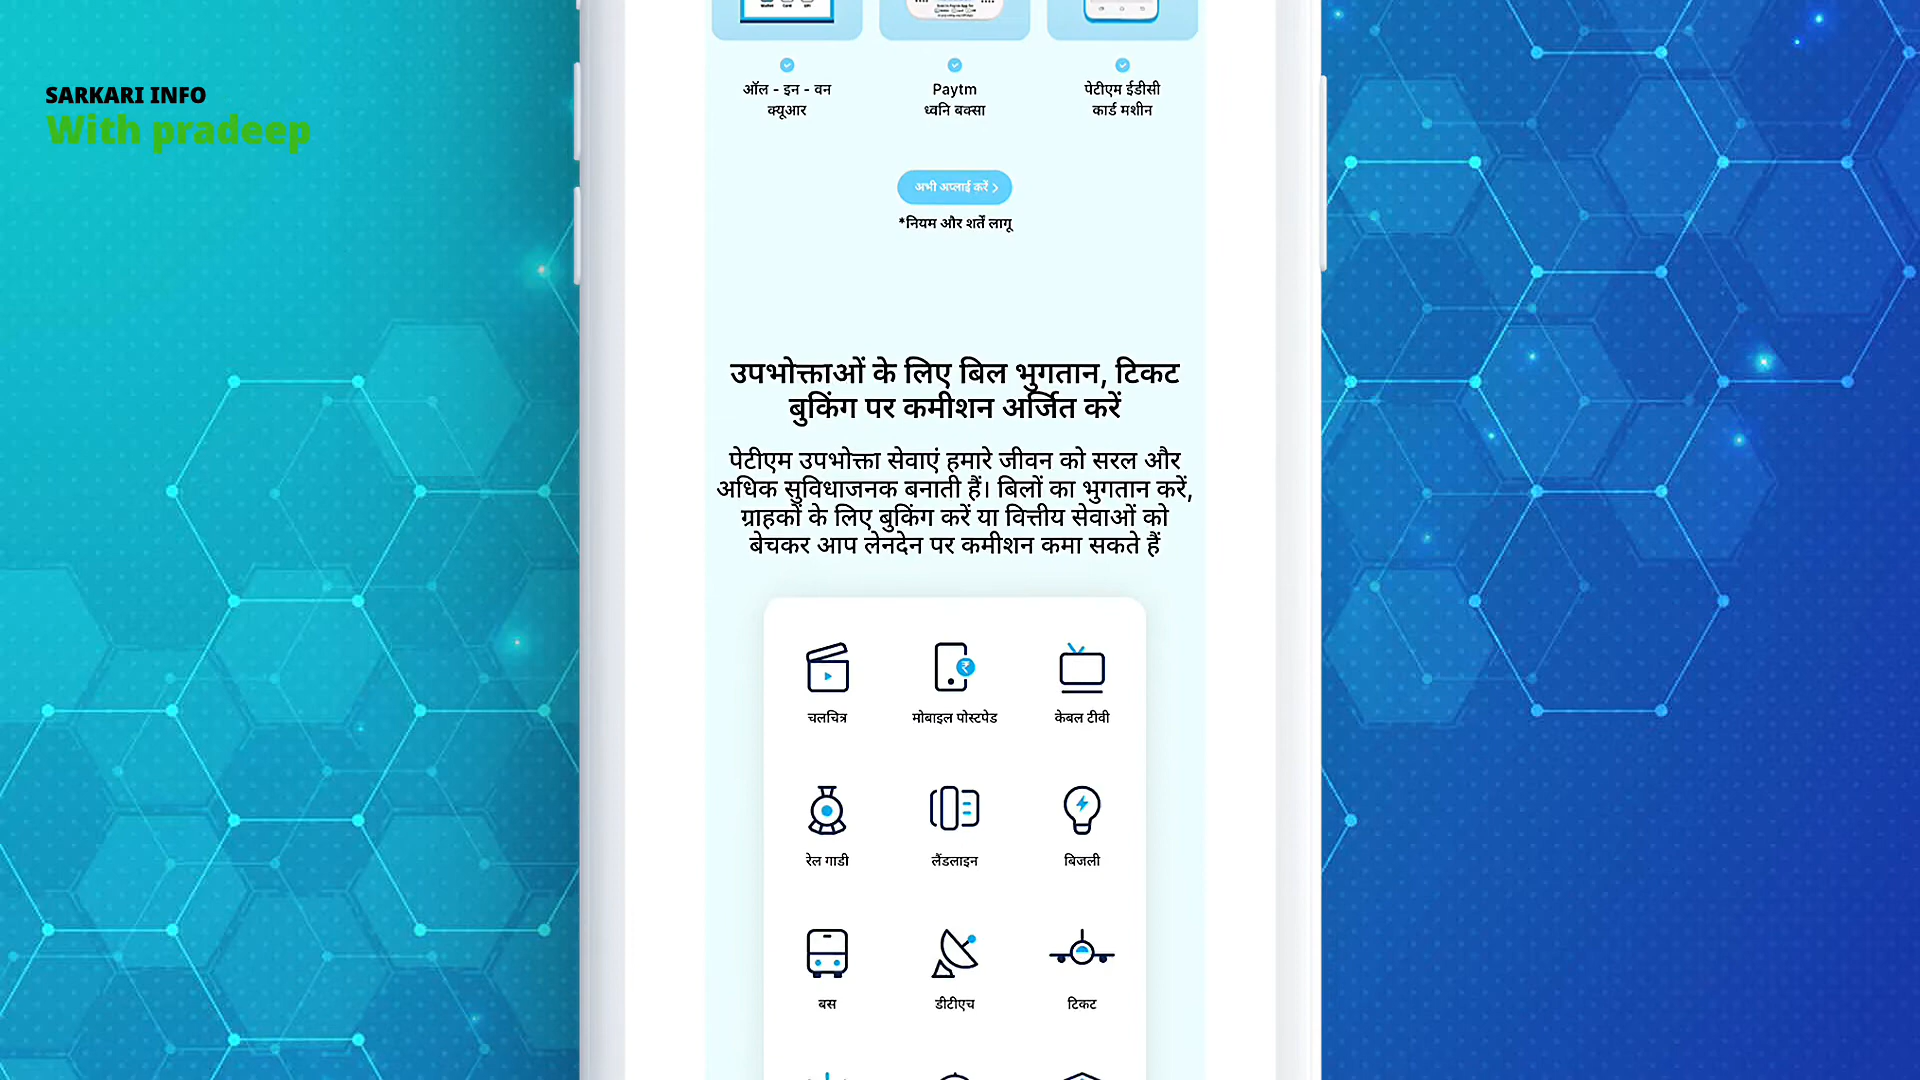 SARKARI INFO
With pradeep
ऑल - इन - वन
क्यूआर
Paytm
ध्वनि बक्सा
पेटीएम ईडीसी
कार्ड मशीन
अभी अप्लाई करें
*नियम और शर्तें लागू
उपभोक्ताओं के लिए बिल भुगतान, टिकट
बुकिंग पर कमीशन अर्जित करें
पेटीएम उपभोक्ता सेवाएं हमारे जीवन को सरल और
अधिक सुविधाजनक बनाती हैं। बिलों का भुगतान करें,
ग्राहकों के लिए बुकिंग करें या वित्तीय सेवाओं को
बेचकर आप लेनदेन पर कमीशन कमा सकते हैं
चलचित्र
मोबाइल पोस्टपेड
केबल टीवी
रेल गाडी
लैंडलाइन
बिजली
बस
डीटीएच
टिकट